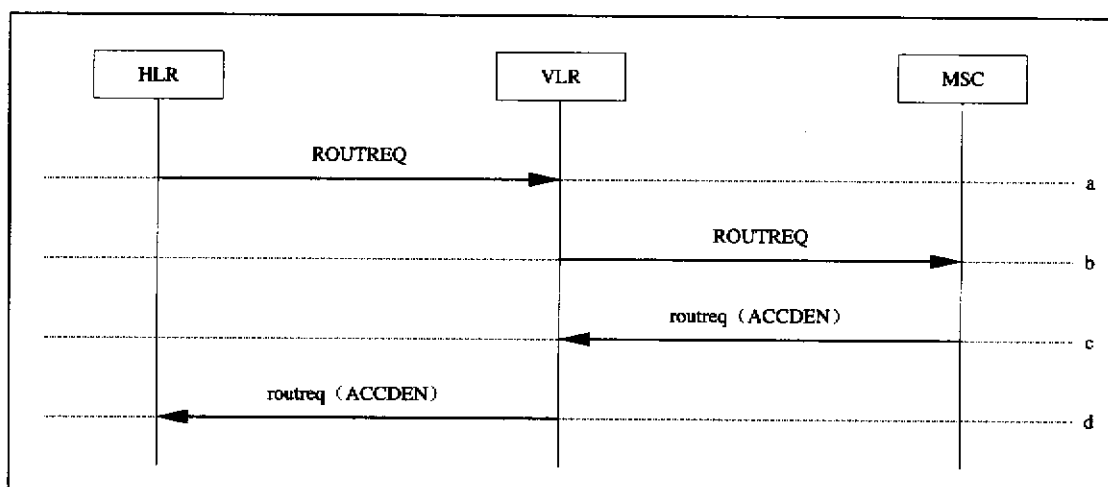 HLR
VLR
MSC
ROUTREQ
a
ROUTREQ
b
routreq（ACCDEN）
c
routreq（ACCDEN）
d